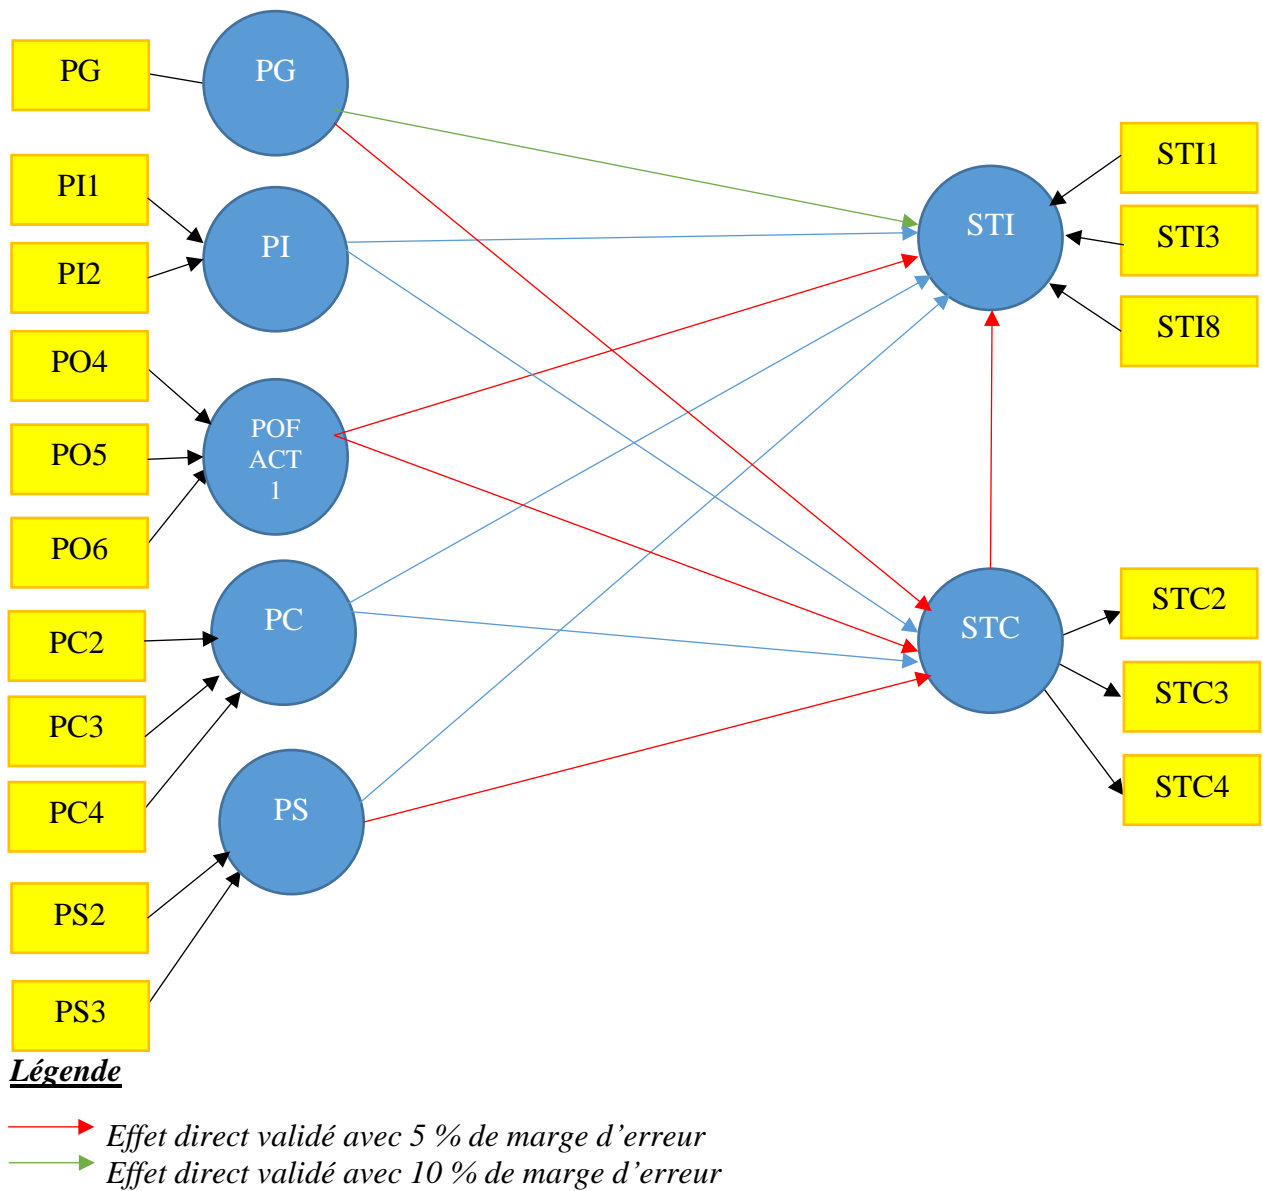 PG
PI1
PI2
PO4
PO5
PO6
PC2
PC3
PC4
PS2
PS3
PG
PI
POF
ACT
1
PC
PS
STI
STC
STI1
STI3
STI8
STC2
STC3
STC4
Légende
Effet direct validé avec 5 % de marge d’erreur
Effet direct validé avec 10 % de marge d’erreur